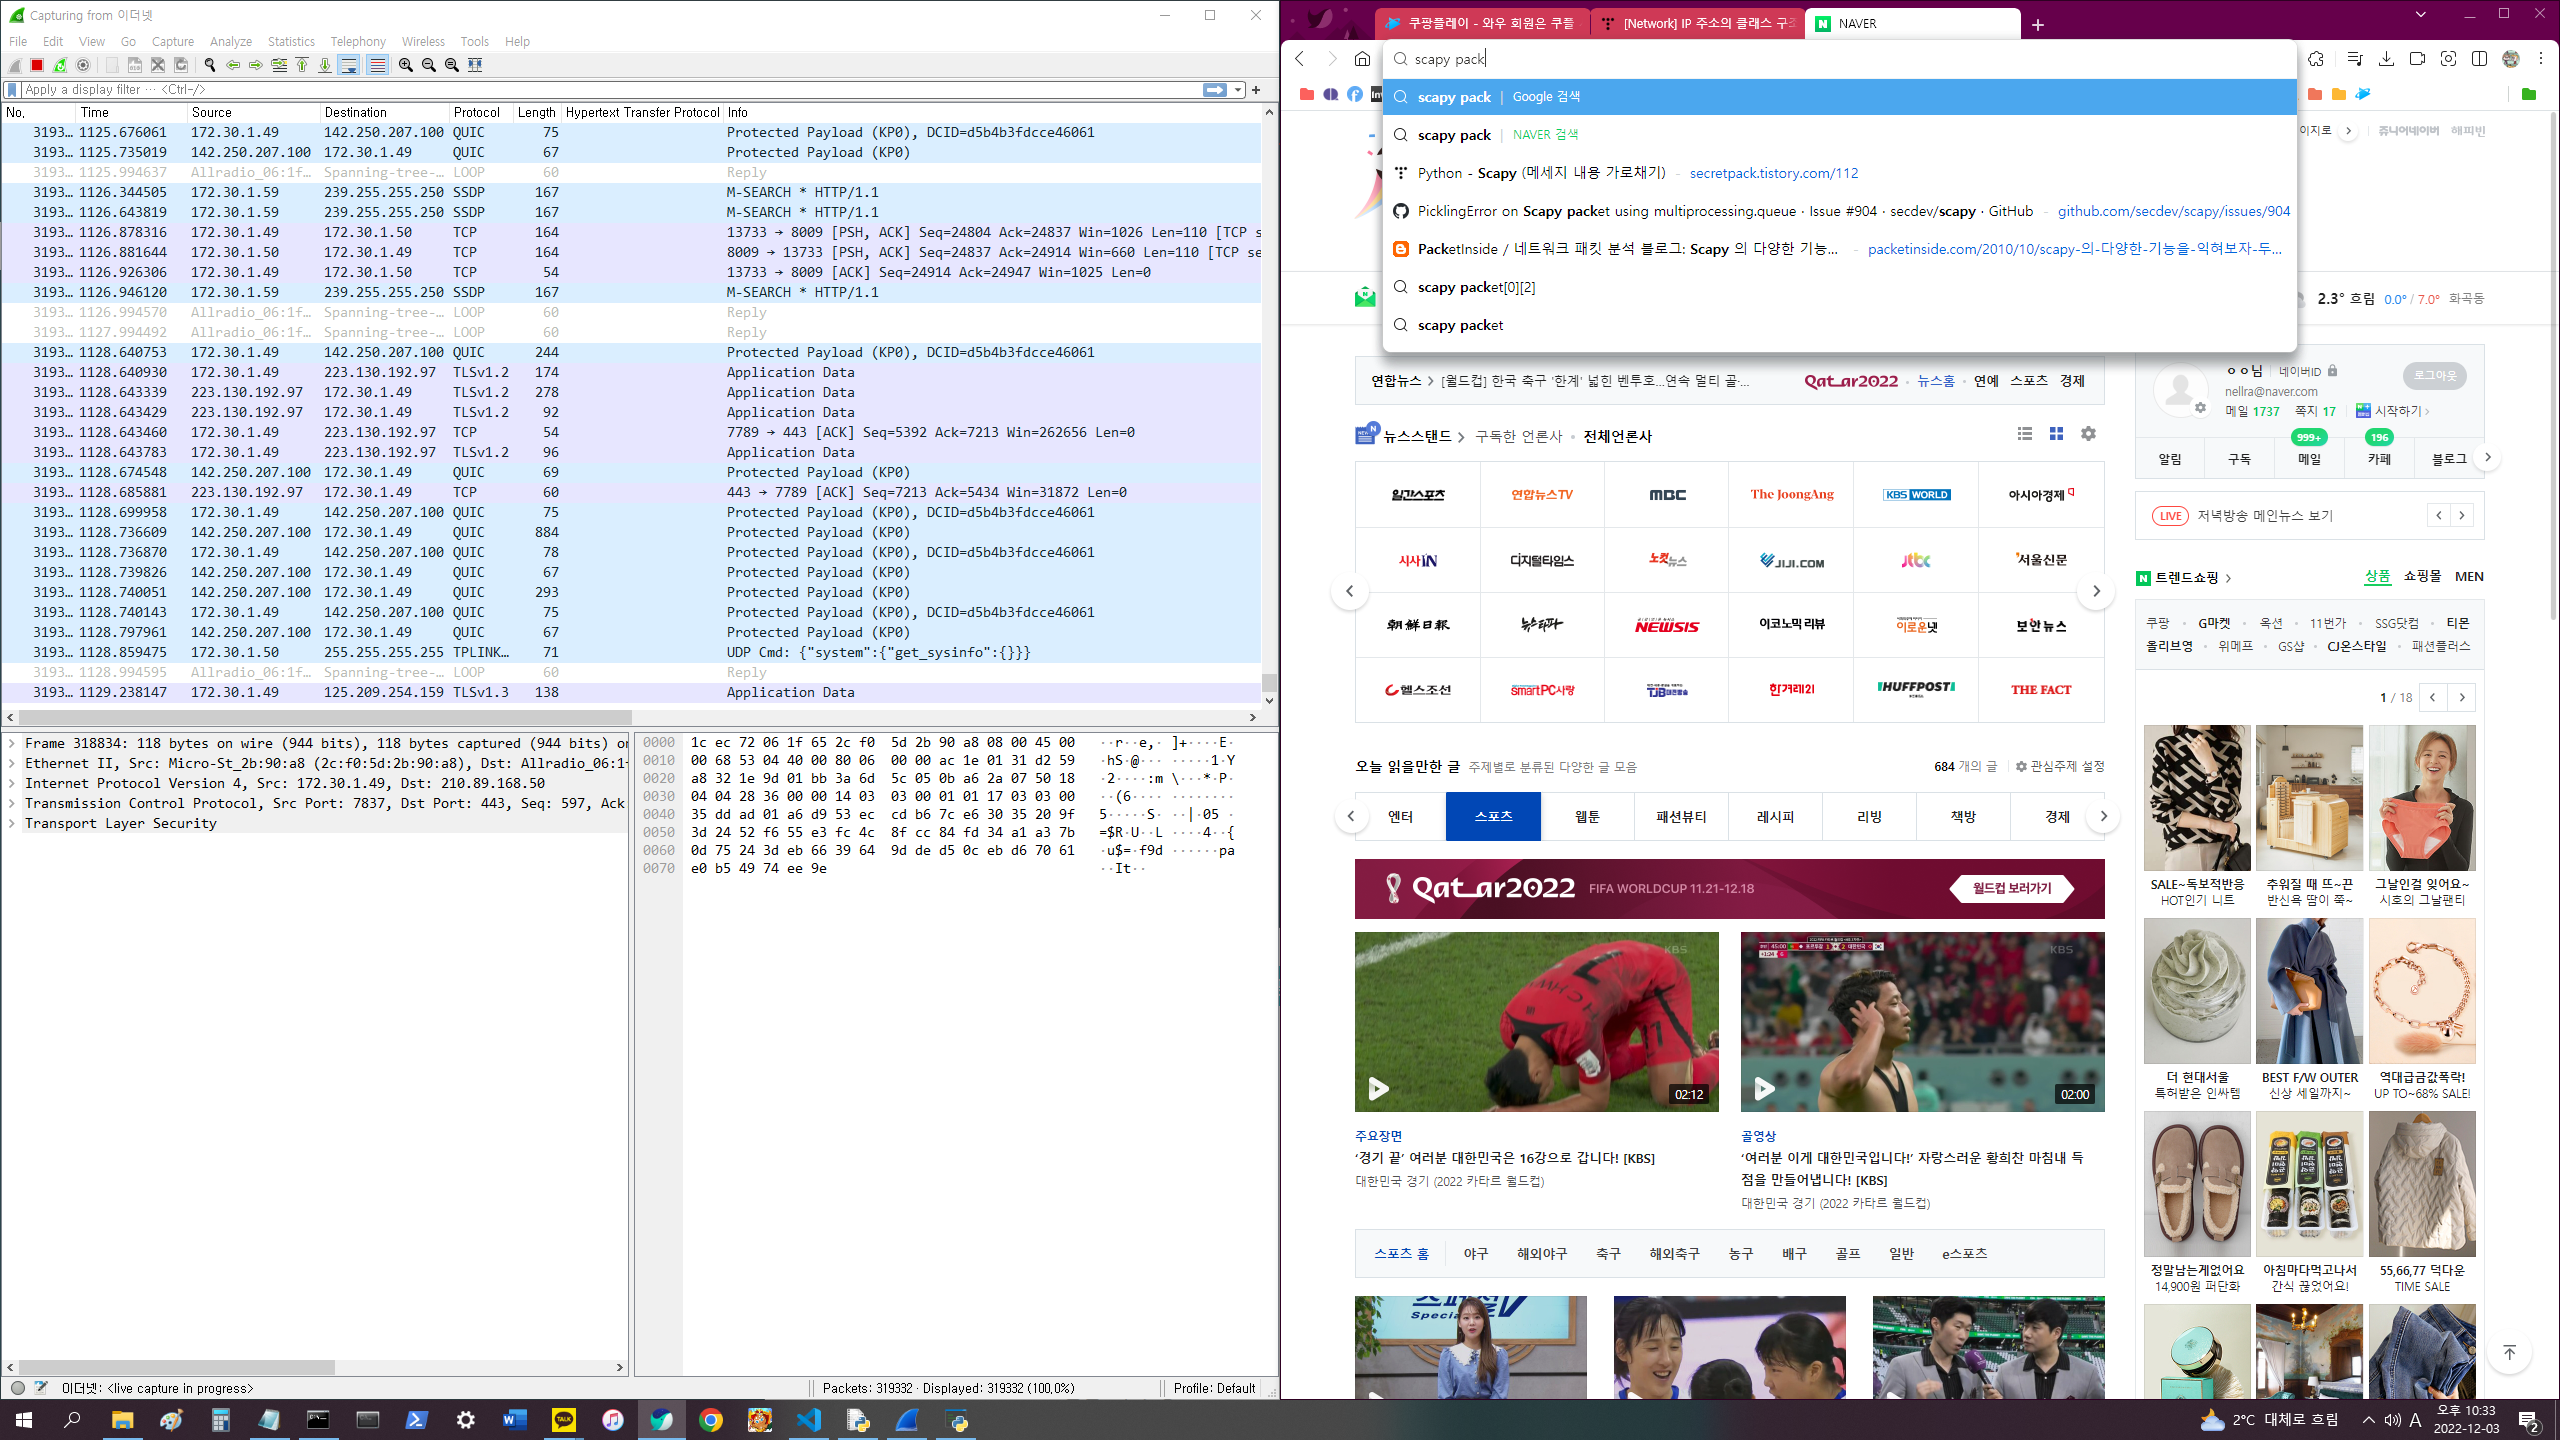 Capturing from 이더넷
File Edit View Go Capture Analyze Statistics Telephony Wireless Tools Help
Apply a display filter ··· <Ctrl-/>
No. Time Source Destination Protocol Length Hypertext Transfer Protocol Info
3193… 1125.676061 172.30.1.49 142.250.207.100 QUIC 75 Protected Payload (KP0), DCID=d5b4b3fdcce46061
3193… 1125.735019 142.250.207.100 172.30.1.49 QUIC 67 Protected Payload (KP0)
3193… 1125.994637 Allradio_06:1f… Spanning-tree-… LOOP 60 Reply
3193… 1126.344505 172.30.1.59 239.255.255.250 SSDP 167 M-SEARCH * HTTP/1.1
3193… 1126.643819 172.30.1.59 239.255.255.250 SSDP 167 M-SEARCH * HTTP/1.1
3193… 1126.878316 172.30.1.49 172.30.1.50 TCP 164 13733 → 8009 [PSH, ACK] Seq=24804 Ack=24837 Win=1026 Len=110 [TCP s
3193… 1126.881644 172.30.1.50 172.30.1.49 TCP 164 8009 → 13733 [PSH, ACK] Seq=24837 Ack=24914 Win=660 Len=110 [TCP se
3193… 1126.926306 172.30.1.49 172.30.1.50 TCP 54 13733 → 8009 [ACK] Seq=24914 Ack=24947 Win=1025 Len=0
3193… 1126.946120 172.30.1.59 239.255.255.250 SSDP 167 M-SEARCH * HTTP/1.1
3193… 1126.994570 Allradio_06:1f… Spanning-tree-… LOOP 60 Reply
3193… 1127.994492 Allradio_06:1f… Spanning-tree-… LOOP 60 Reply
3193… 1128.640753 172.30.1.49 142.250.207.100 QUIC 244 Protected Payload (KP0), DCID=d5b4b3fdcce46061
3193… 1128.640930 172.30.1.49 223.130.192.97 TLSv1.2 174 Application Data
3193… 1128.643339 223.130.192.97 172.30.1.49 TLSv1.2 278 Application Data
3193… 1128.643429 223.130.192.97 172.30.1.49 TLSv1.2 92 Application Data
3193… 1128.643460 172.30.1.49 223.130.192.97 TCP 54 7789 → 443 [ACK] Seq=5392 Ack=7213 Win=262656 Len=0
3193… 1128.643783 172.30.1.49 223.130.192.97 TLSv1.2 96 Application Data
3193… 1128.674548 142.250.207.100 172.30.1.49 QUIC 69 Protected Payload (KP0)
3193… 1128.685881 223.130.192.97 172.30.1.49 TCP 60 443 → 7789 [ACK] Seq=7213 Ack=5434 Win=31872 Len=0
3193… 1128.699958 172.30.1.49 142.250.207.100 QUIC 75 Protected Payload (KP0), DCID=d5b4b3fdcce46061
3193… 1128.736609 142.250.207.100 172.30.1.49 QUIC 884 Protected Payload (KP0)
3193… 1128.736870 172.30.1.49 142.250.207.100 QUIC 78 Protected Payload (KP0), DCID=d5b4b3fdcce46061
3193… 1128.739826 142.250.207.100 172.30.1.49 QUIC 67 Protected Payload (KP0)
3193… 1128.740051 142.250.207.100 172.30.1.49 QUIC 293 Protected Payload (KP0)
3193… 1128.740143 172.30.1.49 142.250.207.100 QUIC 75 Protected Payload (KP0), DCID=d5b4b3fdcce46061
3193… 1128.797961 142.250.207.100 172.30.1.49 QUIC 67 Protected Payload (KP0)
3193… 1128.859475 172.30.1.50 255.255.255.255 TPLINK… 71 UDP Cmd: {"system":{"get_sysinfo":{}}}
3193… 1128.994595 Allradio_06:1f… Spanning-tree-… LOOP 60 Reply
3193… 1129.238147 172.30.1.49 125.209.254.159 TLSv1.3 138 Application Data
Frame 318834: 118 bytes on wire (944 bits), 118 bytes captured (944 bits) on
Ethernet II, Src: Micro-St_2b:90:a8 (2c:f0:5d:2b:90:a8), Dst: Allradio_06:1
Internet Protocol Version 4, Src: 172.30.1.49, Dst: 210.89.168.50
Transmission Control Protocol, Src Port: 7837, Dst Port: 443, Seq: 597, Ack
Transport Layer Security
0000 1c ec 72 06 1f 65 2c f0 5d 2b 90 a8 08 00 45 00 ··r··e,· ]+····E·
0010 00 68 53 04 40 00 80 06 00 00 ac 1e 01 31 d2 59 ·hS·@··· ·····1·Y
0020 a8 32 1e 9d 01 bb 3a 6d 5c 05 0b a6 2a 07 50 18 ·2····:m \···*·P·
0030 04 04 28 36 00 00 14 03 03 00 01 01 17 03 03 00 ··(6···· ········
0040 35 dd ad 01 a6 d9 53 ec cd b6 7c e6 30 35 20 9f 5·····S· ··|·05 ·
0050 3d 24 52 f6 55 e3 fc 4c 8f cc 84 fd 34 a1 a3 7b =$R·U··L ····4··{
0060 0d 75 24 3d eb 66 39 64 9d de d5 0c eb d6 70 61 ·u$=·f9d ······pa
0070 e0 b5 49 74 ee 9e ··It··
이더넷: <live capture in progress>
Packets: 319332 · Displayed: 319332 (100,0%)
Profile: Default
쿠팡플레이 - 와우 회원은 쿠플
[Network] IP 주소의 클래스 구조
NAVER
scapy pack
scapy pack | Google 검색
scapy pack | NAVER 검색
Python - Scapy (메세지 내용 가로채기) - secretpack.tistory.com/112
PicklingError on Scapy packet using multiprocessing.queue · Issue #904 · secdev/scapy · GitHub - github.com/secdev/scapy/issues/904
PacketInside / 네트워크 패킷 분석 블로그: Scapy 의 다양한 기능... - packetinside.com/2010/10/scapy-의-다양한-기능을-익혀보자-두...
scapy packet[0][2]
scapy packet
이지로 > 쥬니어네이버 해피빈
2.3° 흐림 0.0° / 7.0° 화곡동
연합뉴스 > [월드컵] 한국 축구 '한계' 넓힌 벤투호...연속 멀티 골·...
Qatar2022 · 뉴스홈 · 연예 스포츠 경제
ㅇㅇ님 네이버ID 로그아웃
nellra@naver.com
메일 1737 쪽지 17 시작하기 >
999+ 196
알림 구독 메일 카페 블로그
뉴스스탠드 > 구독한 언론사 · 전체언론사
일간스포츠 연합뉴스TV MBC The JoongAng KBS WORLD 아시아경제
시사IN 디지털타임스 노컷뉴스 JIJI.COM jtbc 서울신문
朝鮮日報 뉴스타파 NEWSIS 이코노믹리뷰 이로운넷 보안뉴스
헬스조선 smartPC사랑 TJB대전방송 한겨레21 HUFFPOST THE FACT
LIVE 저녁방송 메인뉴스 보기
트렌드쇼핑 > 상품 쇼핑몰 MEN
쿠팡 · G마켓 · 옥션 · 11번가 · SSG닷컴 · 티몬
올리브영 · 위메프 · GS샵 · CJ온스타일 · 패션플러스
1 / 18
오늘 읽을만한 글 주제별로 분류된 다양한 글 모음
684 개의 글 관심주제 설정
엔터 스포츠 웹툰 패션뷰티 레시피 리빙 책방 경제
Qatar2022 FIFA WORLDCUP 11.21-12.18 월드컵 보러가기
KBS
02:12
KBS
02:00
주요장면
'경기 끝' 여러분 대한민국은 16강으로 갑니다! [KBS]
대한민국 경기 (2022 카타르 월드컵)
골영상
'여러분 이게 대한민국입니다!' 자랑스러운 황희찬 마침내 득
점을 만들어냅니다! [KBS]
대한민국 경기 (2022 카타르 월드컵)
스포츠 홈 야구 해외야구 축구 해외축구 농구 배구 골프 일반 e스포츠
SALE~독보적반응
HOT인기 니트
추워질 때 뜨~끈
반신욕 땀이 쭉~
그날인걸 잊어요~
시호의 그날팬티
더 현대서울
특허받은 인싸템
BEST F/W OUTER
신상 세일까지~
역대급금값폭락!
UP TO~68% SALE!
정말남는게없어요
14,900원 퍼단화
아침마다먹고나서
간식 끊었어요!
55,66,77 덕다운
TIME SALE
2°C 대체로 흐림
A
오후 10:33
2022-12-03
2